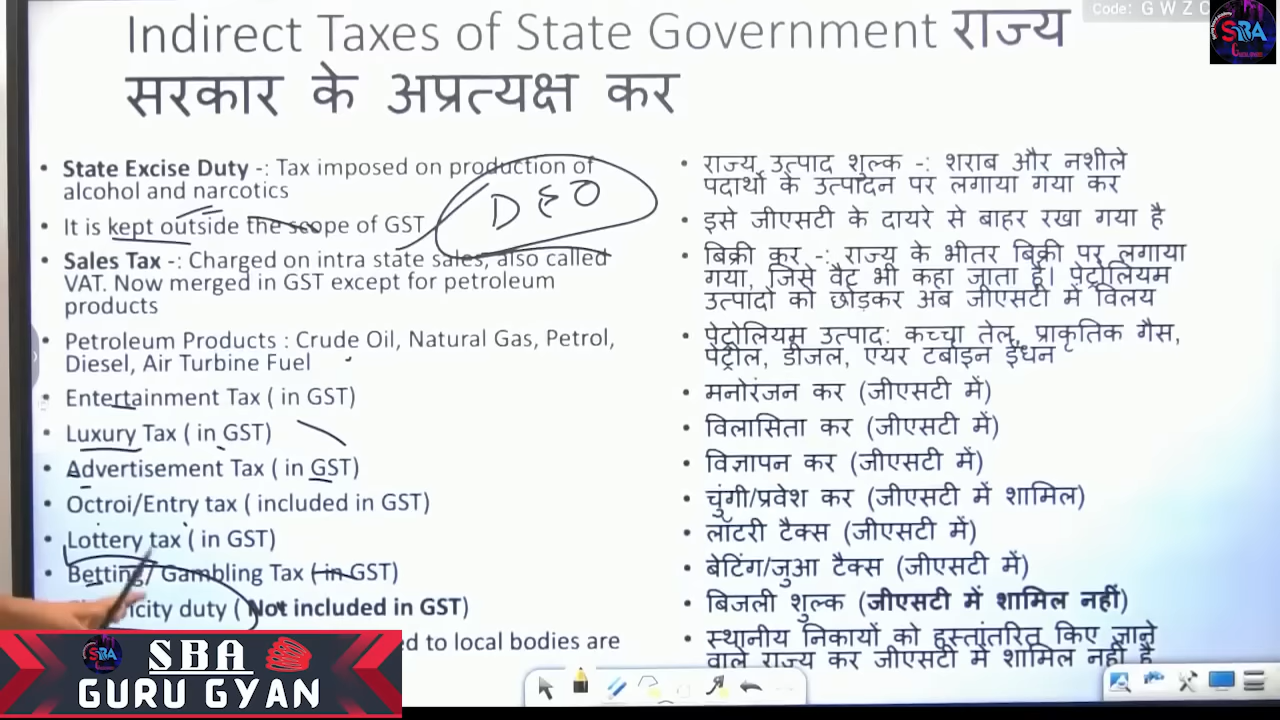 Code: G W Z C
Indirect Taxes of State Government राज्य
सरकार के अप्रत्यक्ष कर
SBA
• State Excise Duty -: Tax imposed on production of
alcohol and narcotics
• It is kept outside the scope of GST
D E O
• Sales Tax -: Charged on intra state sales, also called
VAT. Now merged in GST except for petroleum
products
• Petroleum Products : Crude Oil, Natural Gas, Petrol,
Diesel, Air Turbine Fuel
• Entertainment Tax ( in GST)
• Luxury Tax ( in GST)
• Advertisement Tax ( in GST)
• Octroi/Entry tax ( included in GST)
• Lottery tax ( in GST)
• Betting/ Gambling Tax ( in GST)
city duty ( Not included in GST)
ed to local bodies are
• राज्य उत्पाद शुल्क -: शराब और नशीले
पदार्थों के उत्पादन पर लगाया गया कर
• इसे जीएसटी के दायरे से बाहर रखा गया है
• बिक्री कर -: राज्य के भीतर बिक्री पर लगाया
गया, जिसे वैट भी कहा जाता है। पेट्रोलियम
उत्पादों को छोड़कर अब जीएसटी में विलय
• पेट्रोलियम उत्पाद: कच्चा तेल, प्राकृतिक गैस,
पेट्रोल, डीजल, एयर टर्बाइन ईंधन
• मनोरंजन कर (जीएसटी में)
• विलासिता कर (जीएसटी में)
• विज्ञापन कर (जीएसटी में)
• चुंगी/प्रवेश कर (जीएसटी में शामिल)
• लॉटरी टैक्स (जीएसटी में)
• बेटिंग/जुआ टैक्स (जीएसटी में)
• बिजली शुल्क (जीएसटी में शामिल नहीं)
• स्थानीय निकायों को हस्तांतरित किए जाने
वाले राज्य कर जीएसटी में शामिल नहीं है
SBA SBA
GURU GYAN